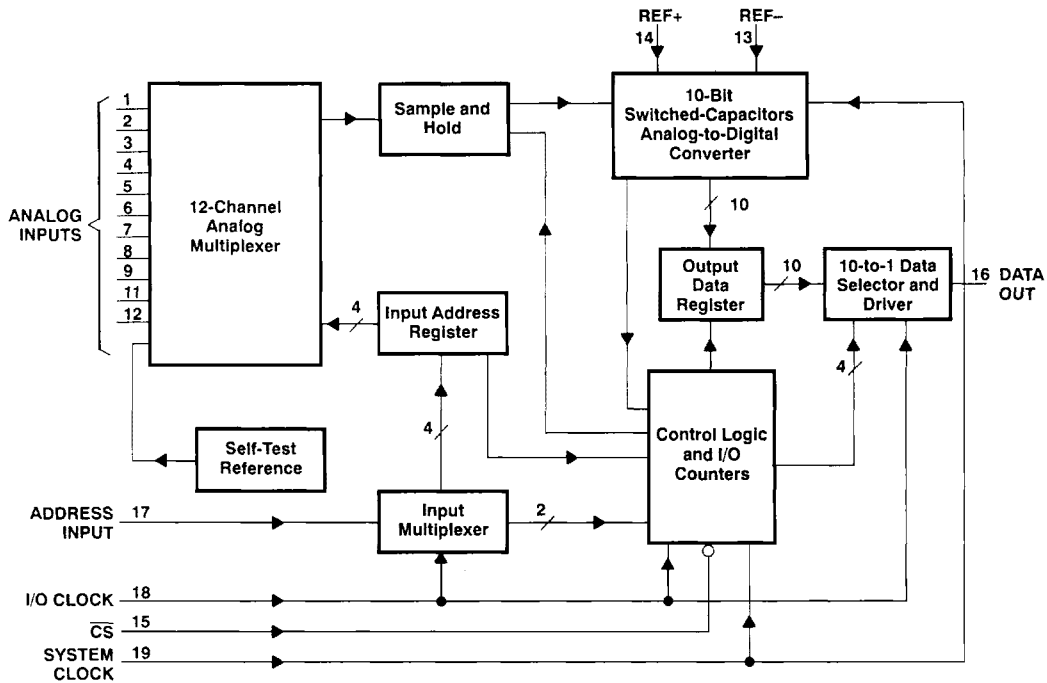 REF+
REF–
14
13
1
2
3
4
5
6
7
8
9
11
12
ANALOG
INPUTS
12-Channel
Analog
Multiplexer
Sample and
Hold
10-Bit
Switched-Capacitors
Analog-to-Digital
Converter
10
Output
Data
Register
10
10-to-1 Data
Selector and
Driver
16
DATA
OUT
4
Input Address
Register
4
4
Self-Test
Reference
Control Logic
and I/O
Counters
ADDRESS
INPUT
17
Input
Multiplexer
2
I/O CLOCK
18
CS
15
SYSTEM
CLOCK
19